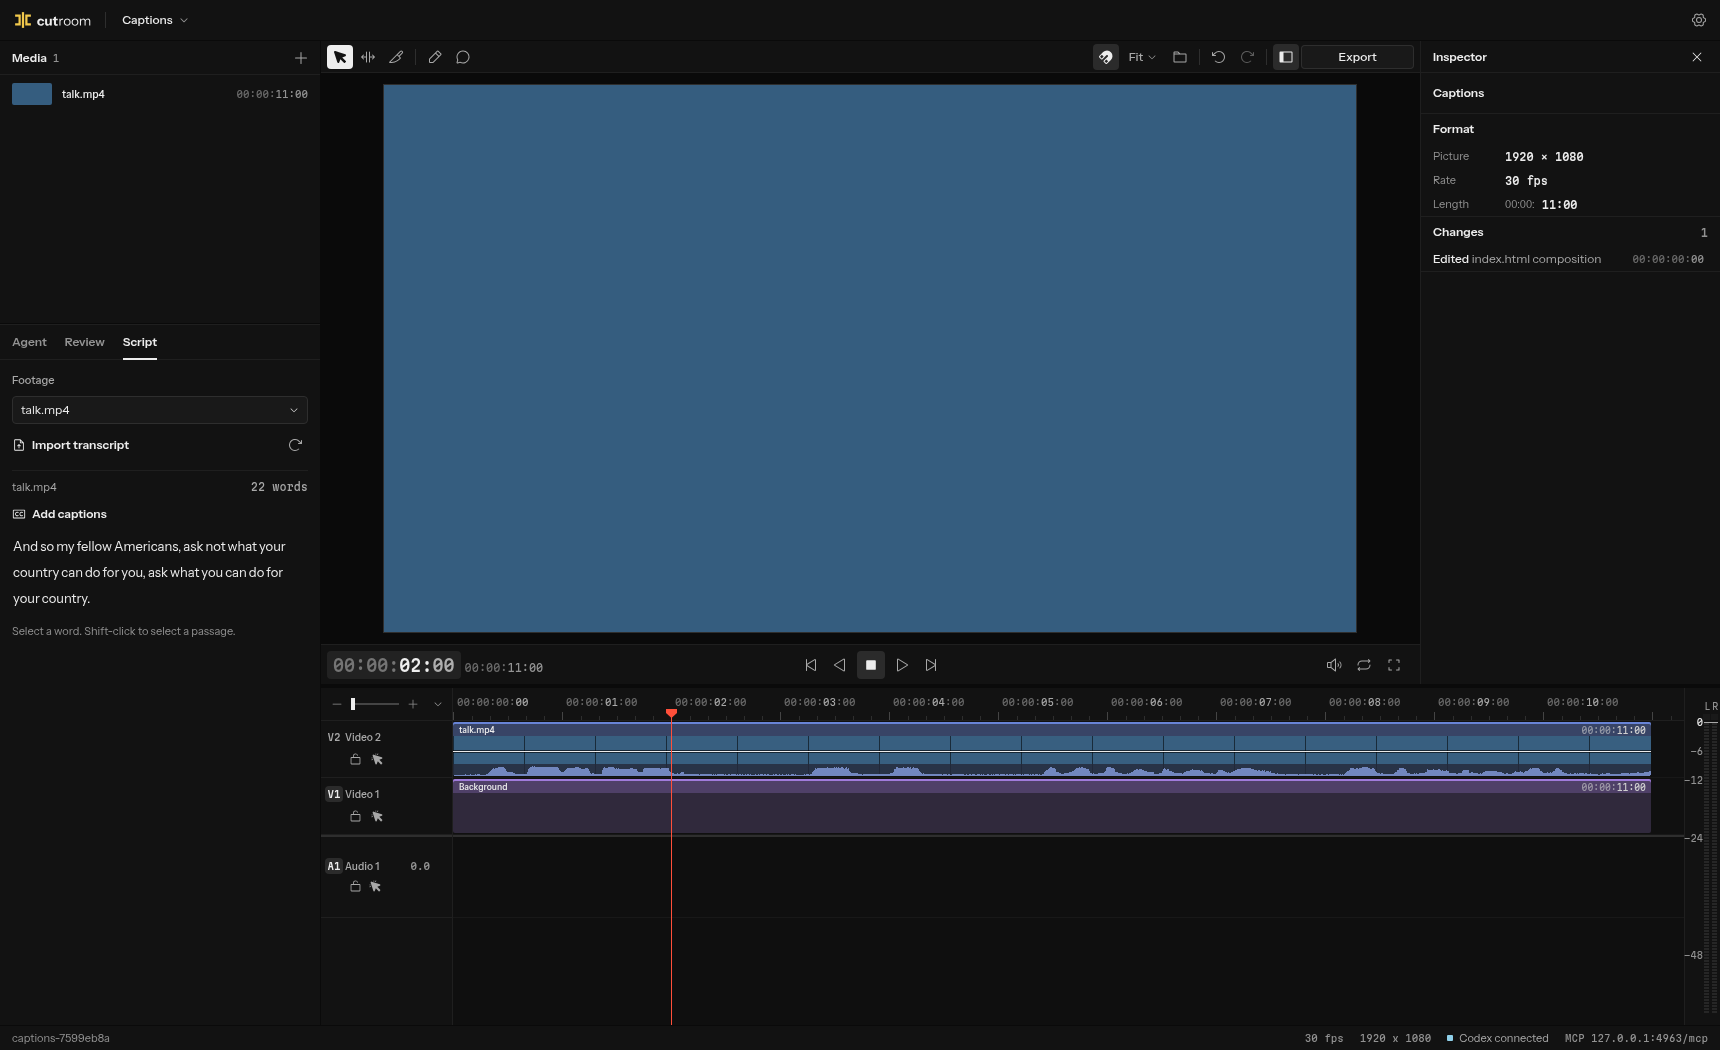 cutroom
Captions
Media 1
talk.mp4 00:00:11:00
Agent Review Script
Footage
talk.mp4
Import transcript
talk.mp4 22 words
Add captions
And so my fellow Americans, ask not what your
country can do for you, ask what you can do for
your country.
Select a word. Shift-click to select a passage.
Fit
Export
00:00:02:00 00:00:11:00
Inspector
Captions
Format
Picture 1920 × 1080
Rate 30 fps
Length 00:00:11:00
Changes 1
Edited index.html composition 00:00:00:00
00:00:00:00 00:00:01:00 00:00:02:00 00:00:03:00 00:00:04:00 00:00:05:00 00:00:06:00 00:00:07:00 00:00:08:00 00:00:09:00 00:00:10:00
V2 Video 2
talk.mp4 00:00:11:00
V1 Video 1
Background 00:00:11:00
A1 Audio 1 0.0
L R
0
-6
-12
-24
-48
captions-7599eb8a
30 fps 1920 x 1080 Codex connected MCP 127.0.0.1:4963/mcp